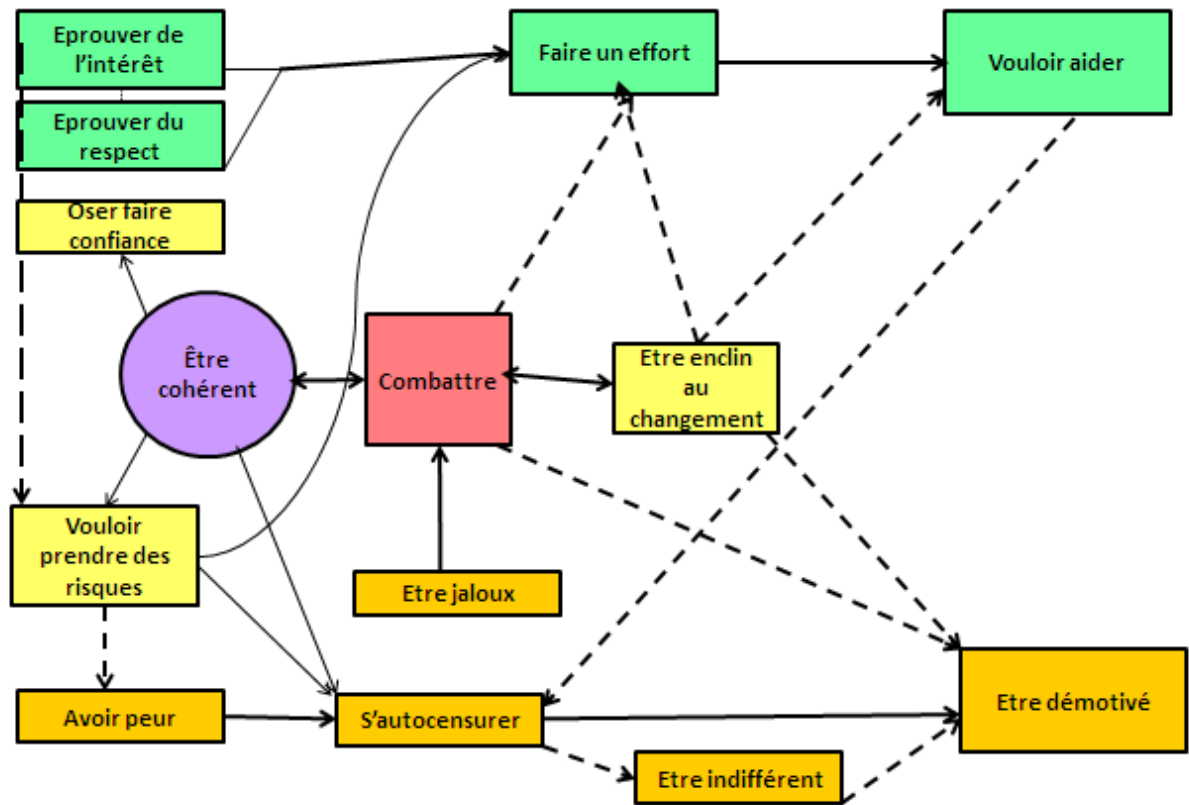 Eprouver de
l'intérêt
Faire un effort
Vouloir aider
Eprouver du
respect
Oser faire
confiance
Être
cohérent
Combattre
Etre enclin
au
changement
Vouloir
prendre des
risques
Etre jaloux
Avoir peur
S'autocensurer
Etre démotivé
Etre indifférent